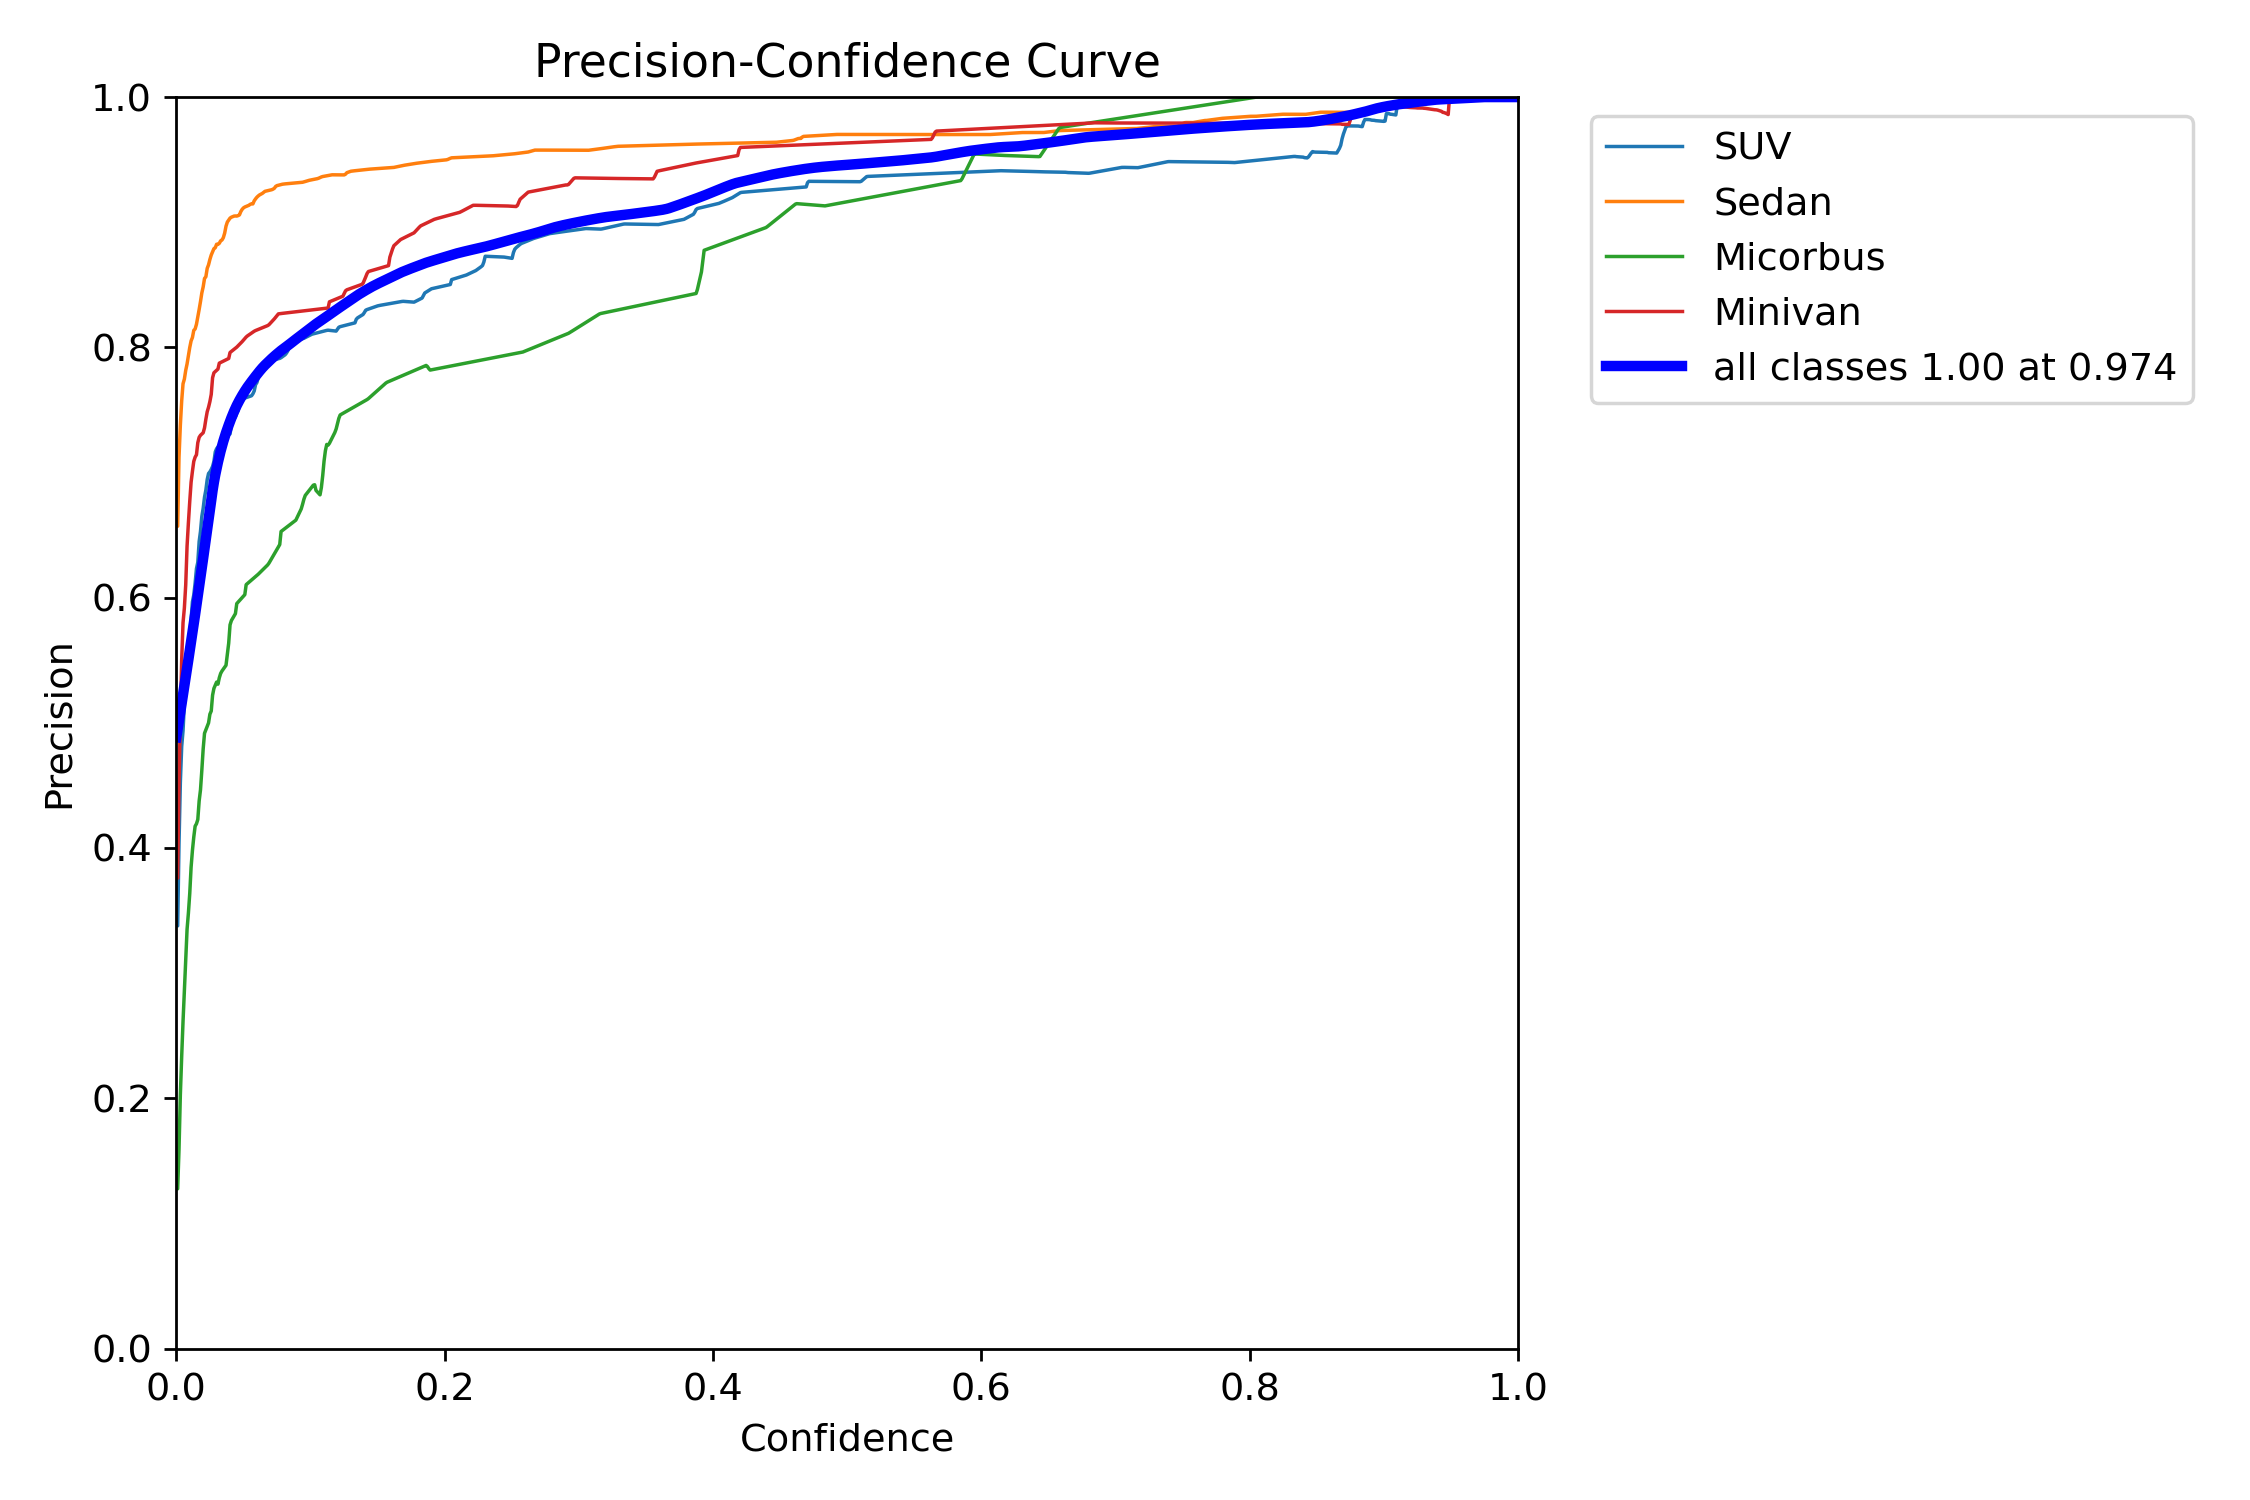 Precision-Confidence Curve
1.0
0.8
0.6
0.4
0.2
0.0
Precision
0.0 0.2 0.4 0.6 0.8 1.0
Confidence
SUV
Sedan
Micorbus
Minivan
all classes 1.00 at 0.974